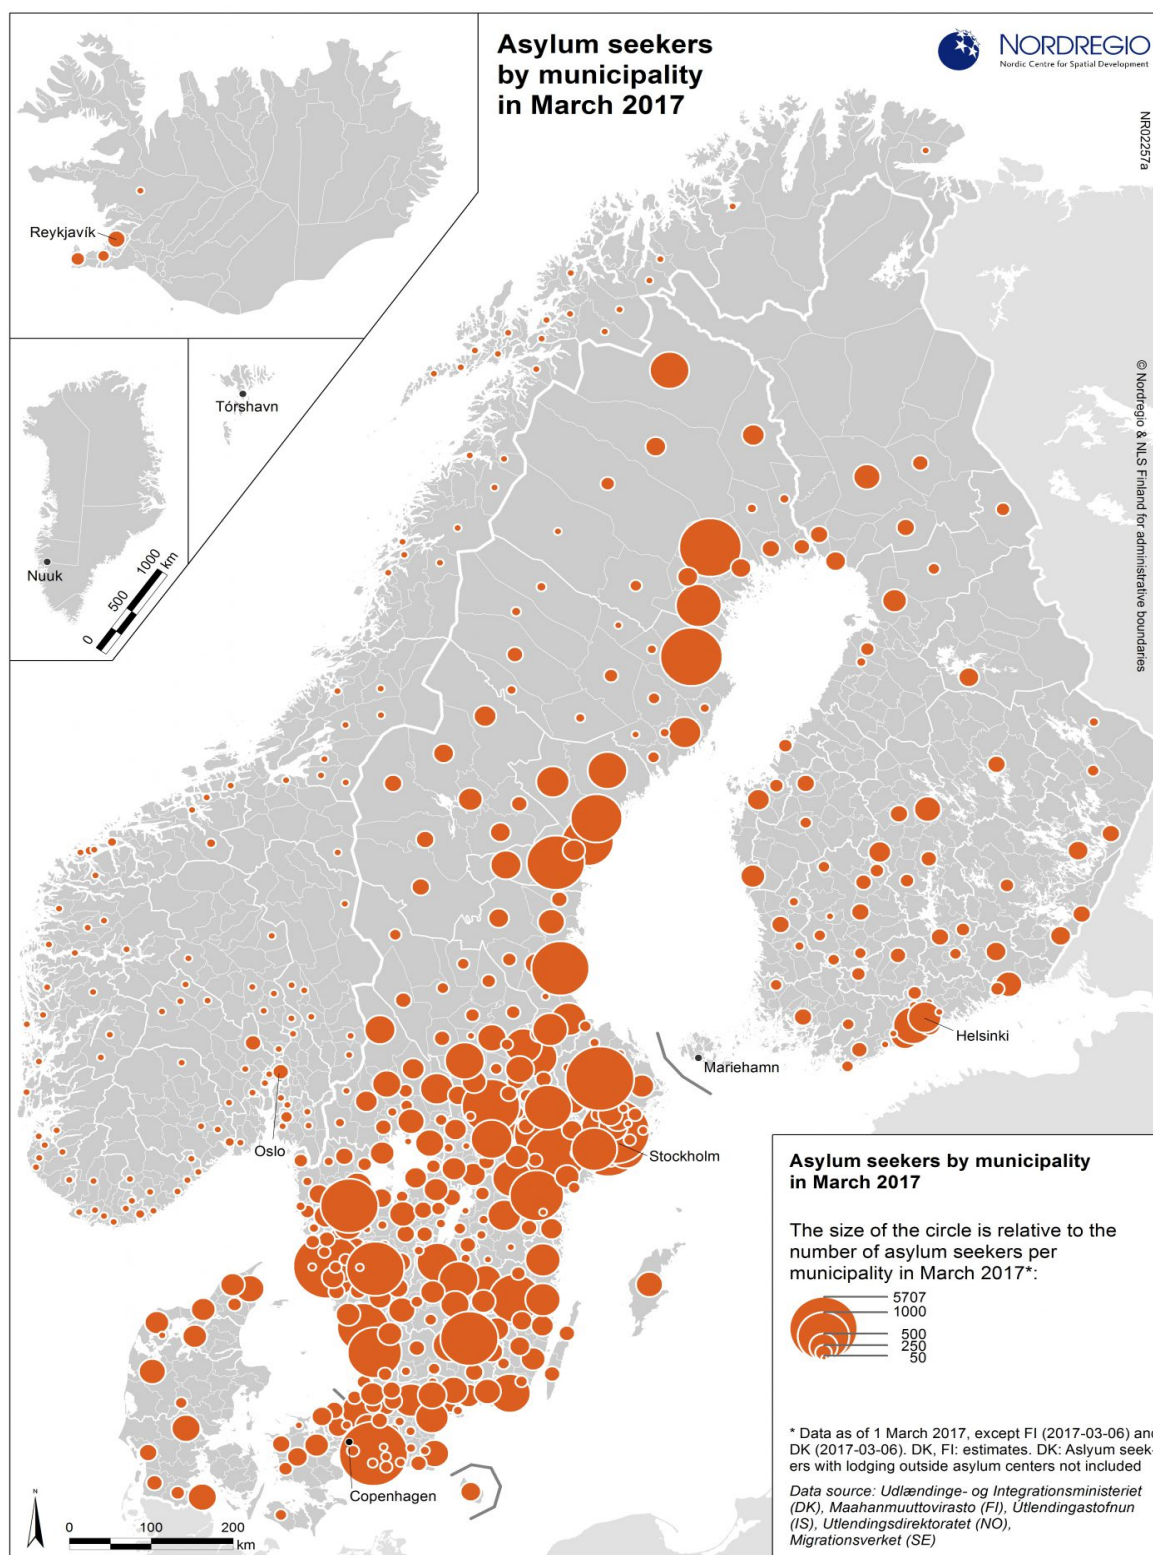 Asylum seekers
by municipality
in March 2017
NORDREGIO
Nordic Centre for Spatial Development
NR02257a
© Nordregio & NLS Finland for administrative boundaries
Reykjavík
Tórshavn
Nuuk
0 500 1000
km
Helsinki
Mariehamn
Oslo
Stockholm
Copenhagen
N
0 100 200
km
Asylum seekers by municipality
in March 2017
The size of the circle is relative to the
number of asylum seekers per
municipality in March 2017*:
5707
1000
500
250
50
* Data as of 1 March 2017, except FI (2017-03-06) and
DK (2017-03-06). DK, FI: estimates. DK: Aslyum seek-
ers with lodging outside asylum centers not included
Data source: Udlændinge- og Integrationsministeriet
(DK), Maahanmuuttovirasto (FI), Útlendingastofnun
(IS), Utlendingsdirektoratet (NO),
Migrationsverket (SE)